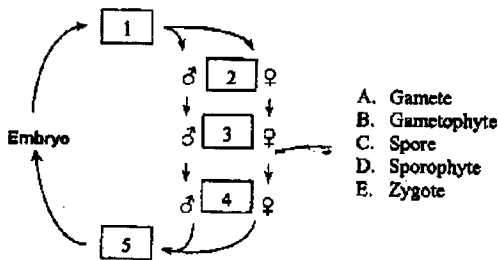 1
♂ 2 ♀
♂ 3 ♀
♂ 4 ♀
5
Embryo
A. Gamete
B. Gametophyte
C. Spore
D. Sporophyte
E. Zygote